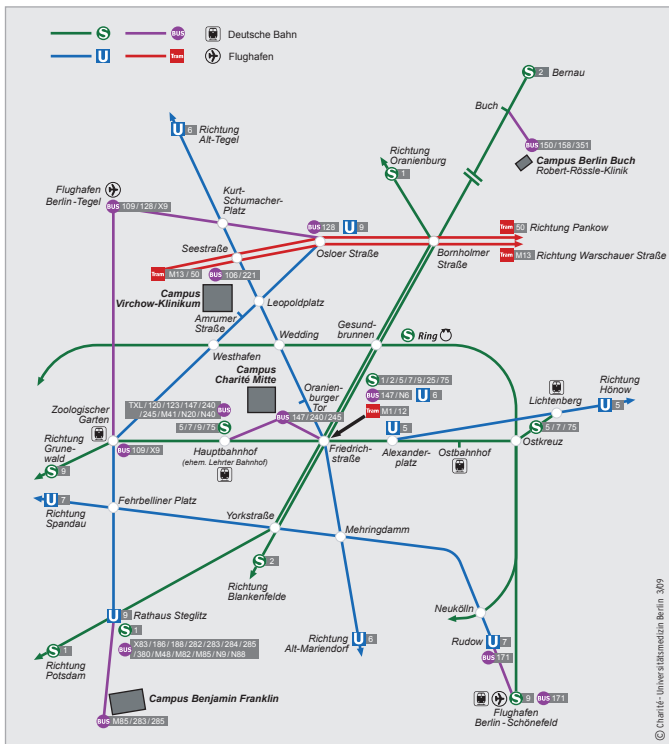 S
BUS
Deutsche Bahn
U
Tram
Flughafen
S 2 Bernau
Buch
BUS 150 / 158 / 351
Campus Berlin Buch
Robert-Rössle-Klinik
U 6 Richtung
Alt-Tegel
Richtung
Oranienburg
S 1
Flughafen
Berlin-Tegel
BUS 109 / 128 / X9
Kurt-
Schumacher-
Platz
BUS 128 U 9
Osloer Straße
Tram 50 Richtung Pankow
Bornholmer
Straße
Tram M13 Richtung Warschauer Straße
Seestraße
Tram M13 / 50
BUS 106 / 221
Campus
Virchow-Klinikum
Leopoldplatz
Amrumer
Straße
Westhafen
Wedding
Gesund-
brunnen
S Ring
Campus
Charité Mitte
Oranien-
burger
Tor
S 1/2/5/7/9/25/75
BUS 147/ N6 U 6
Tram M1 / 12
TXL / 120 / 123 / 147 / 240
/ 245 / M41 / N20 / N40 BUS
BUS 147 / 240 / 245
5 / 7 / 9 / 75 S
Zoologischer
Garten
Hauptbahnhof
(ehem. Lehrter Bahnhof)
Friedrich-
straße
U 5
Alexander-
platz
Ostbahnhof
Ostkreuz
Lichtenberg
S 5 / 7 / 75
Richtung
Hönow
U 5
Richtung
Grune-
wald
S 9
BUS 109 / X9
U 7
Richtung
Spandau
Fehrbelliner Platz
Yorkstraße
Mehringdamm
S 2
Richtung
Blankenfelde
U 9 Rathaus Steglitz
S 1
BUS X83 / 186 / 188 / 282 / 283 / 284 / 285
/ 380 / M48 / M82 / M85 / N9 / N88
S 1
Richtung
Potsdam
Richtung
Alt-Mariendorf
U 6
Neukölln
Rudow U 7
BUS 171
Campus Benjamin Franklin
BUS M85 / 283 / 285
S 9 BUS 171
Flughafen
Berlin - Schönefeld
© Charité - Universitätsmedizin Berlin 3/09